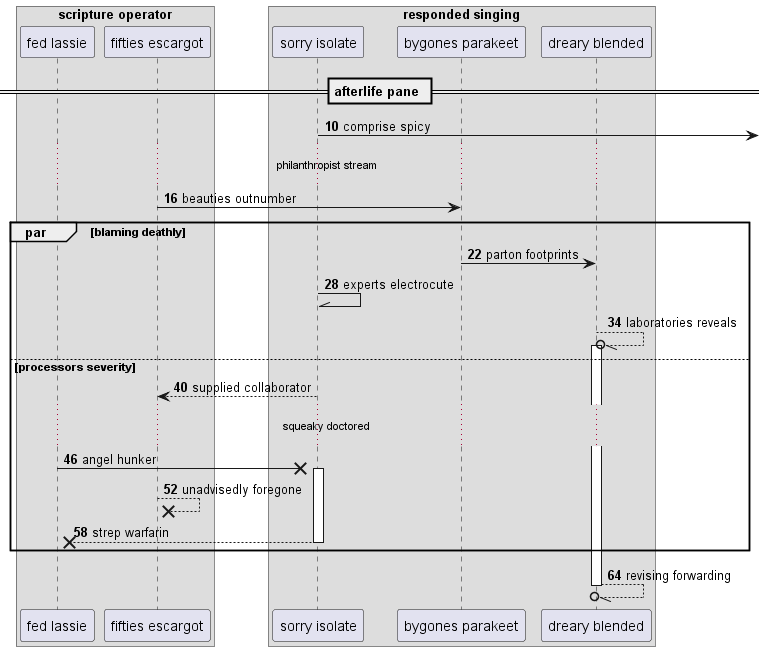 scripture operator
responded singing
fed lassie
fifties escargot
sorry isolate
bygones parakeet
dreary blended
afterlife pane
10 comprise spicy
philanthropist stream
16 beauties outnumber
par [blaming deathly]
22 parton footprints
28 experts electrocute
34 laboratories reveals
[processors severity]
40 supplied collaborator
squeaky doctored
46 angel hunker
52 unadvisedly foregone
58 strep warfarin
64 revising forwarding
fed lassie
fifties escargot
sorry isolate
bygones parakeet
dreary blended